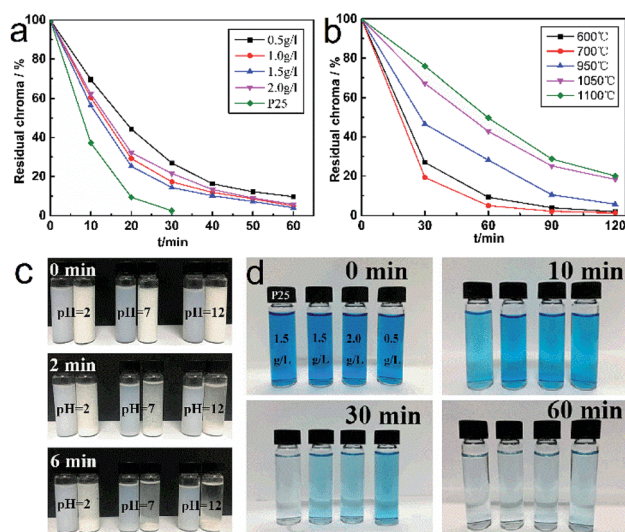 a
Residual chroma / %
100
80
60
40
20
0
0 10 20 30 40 50 60
t/min
0.5g/l
1.0g/l
1.5g/l
2.0g/l
P25
b
Residual chroma / %
100
80
60
40
20
0
0 30 60 90 120
t/min
600℃
700℃
950℃
1050℃
1100℃
c
0 min
pH=2 pH=7 pH=12
2 min
pH=2 pH=7 pH=12
6 min
pH=2 pH=7 pH=12
d
0 min
P25
1.5 1.5 2.0 0.5
g/L g/L g/L g/L
10 min
30 min
60 min